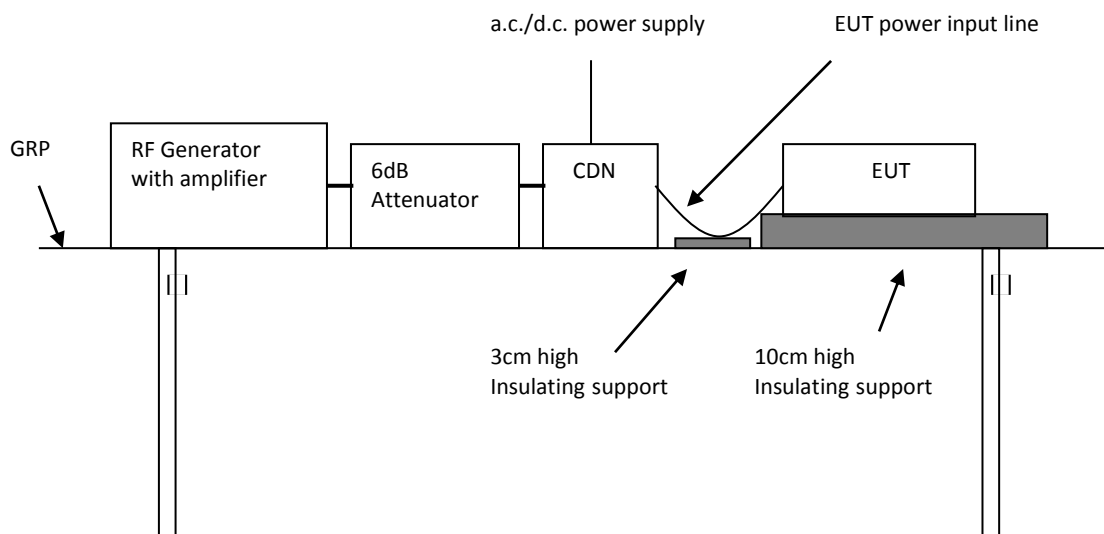 a.c./d.c. power supply
EUT power input line
GRP
RF Generator
with amplifier
6dB
Attenuator
CDN
EUT
3cm high
Insulating support
10cm high
Insulating support